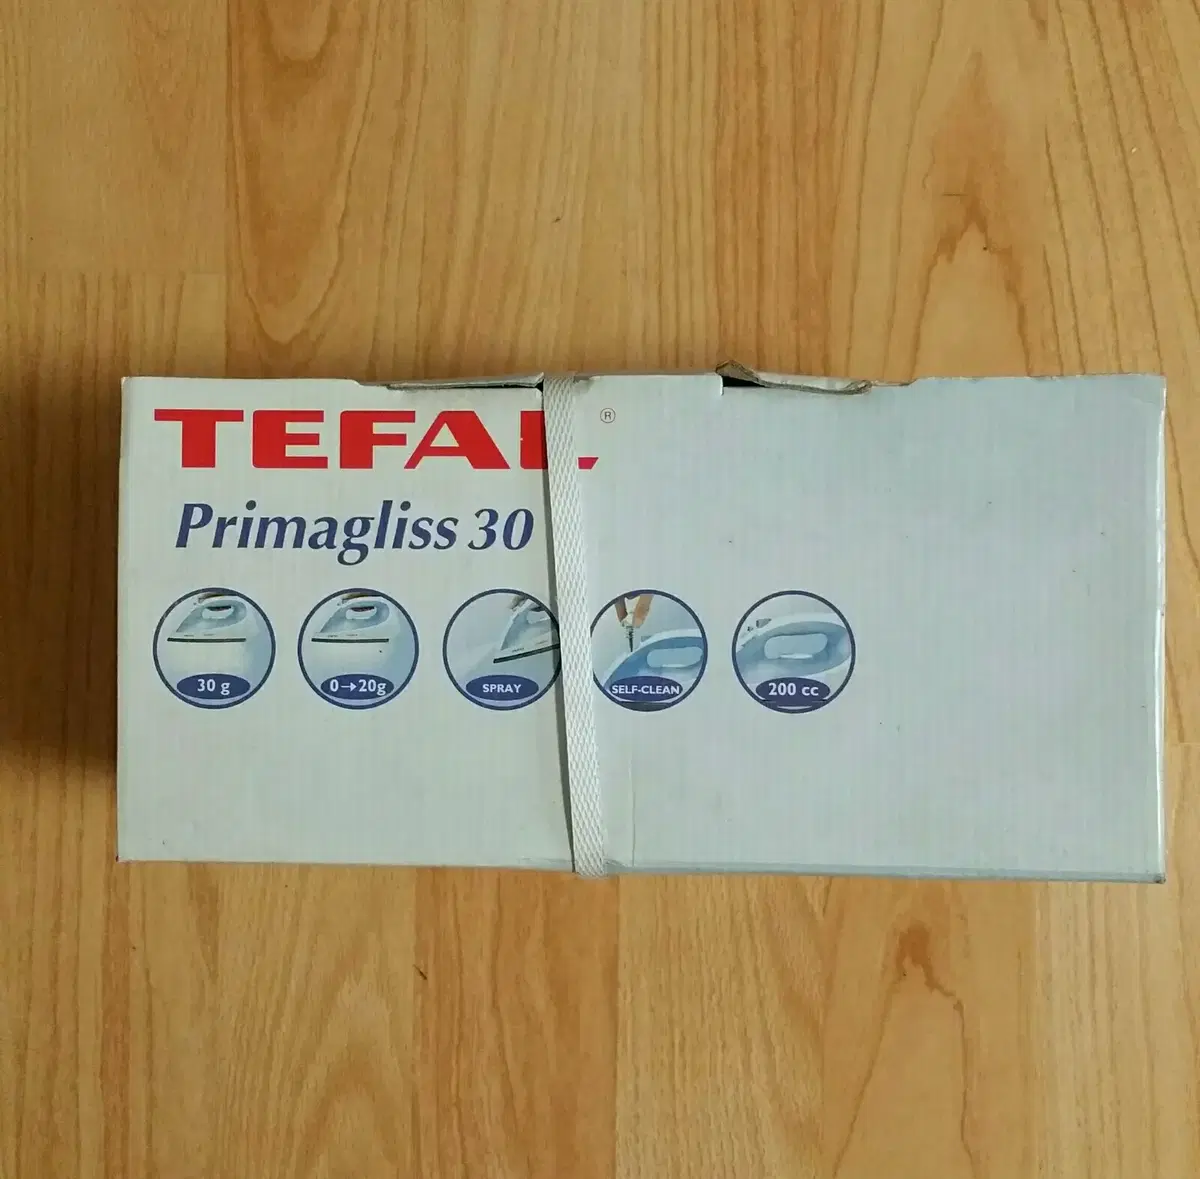 TEFAL®
Primagliss 30
30 g
0→20g
SPRAY
SELF-CLEAN
200 cc